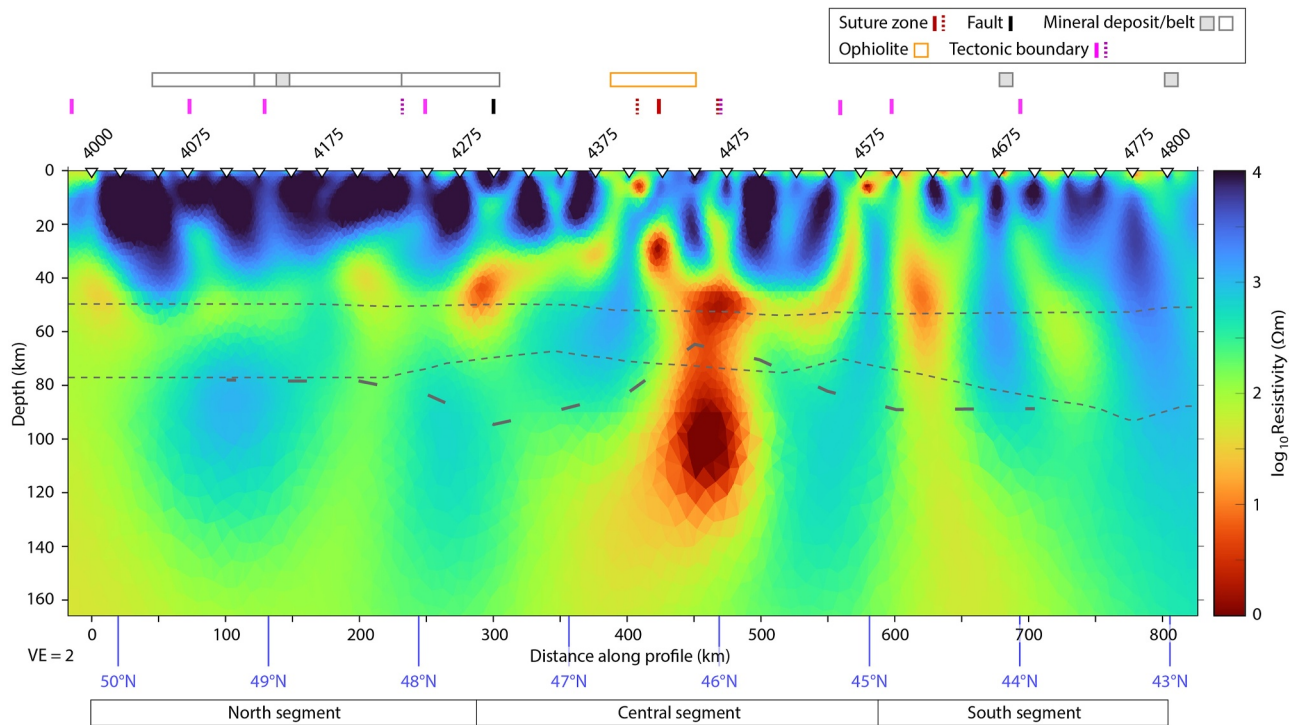 Suture zone Fault Mineral deposit/belt
Ophiolite Tectonic boundary
4000 4075 4175 4275 4375 4475 4575 4675 4775 4800
0
20
40
60
80
100
120
140
160
Depth (km)
4
3
2
1
0
log10 Resistivity (Ωm)
0 100 200 300 400 500 600 700 800
VE = 2 Distance along profile (km)
50°N 49°N 48°N 47°N 46°N 45°N 44°N 43°N
North segment Central segment South segment